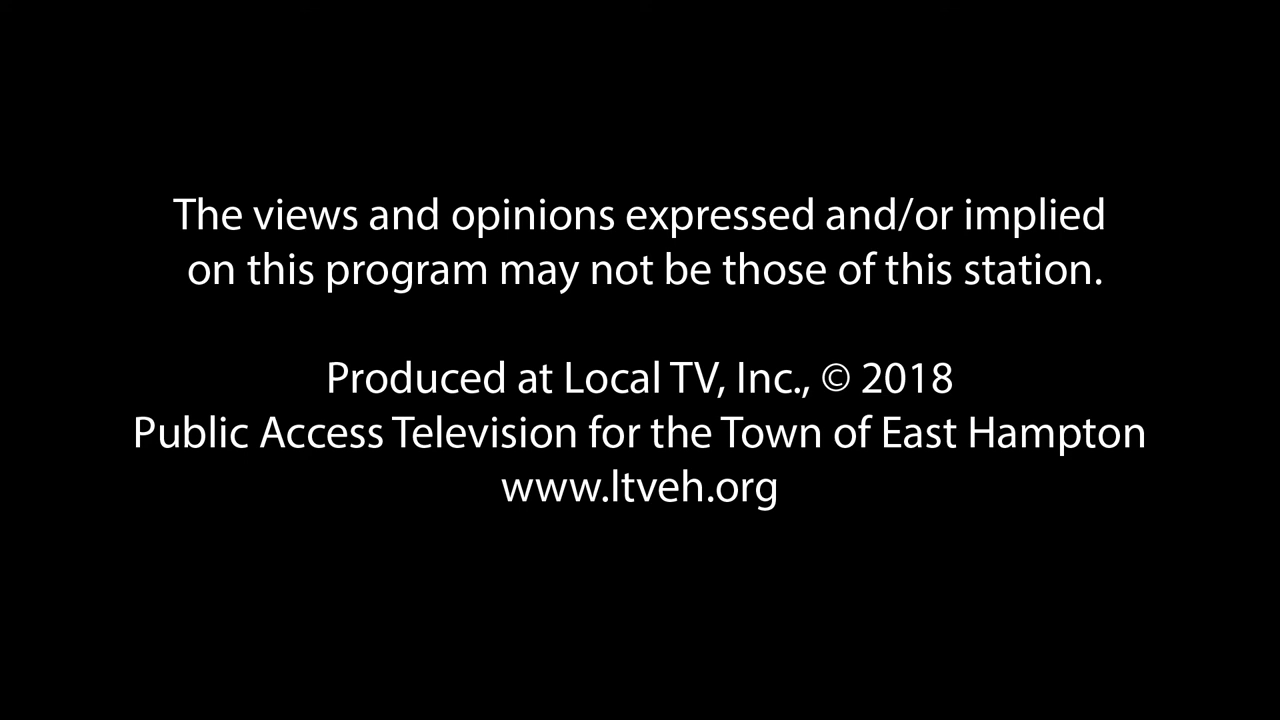 The views and opinions expressed and/or implied
on this program may not be those of this station.
Produced at Local TV, Inc., © 2018
Public Access Television for the Town of East Hampton
www.ltveh.org